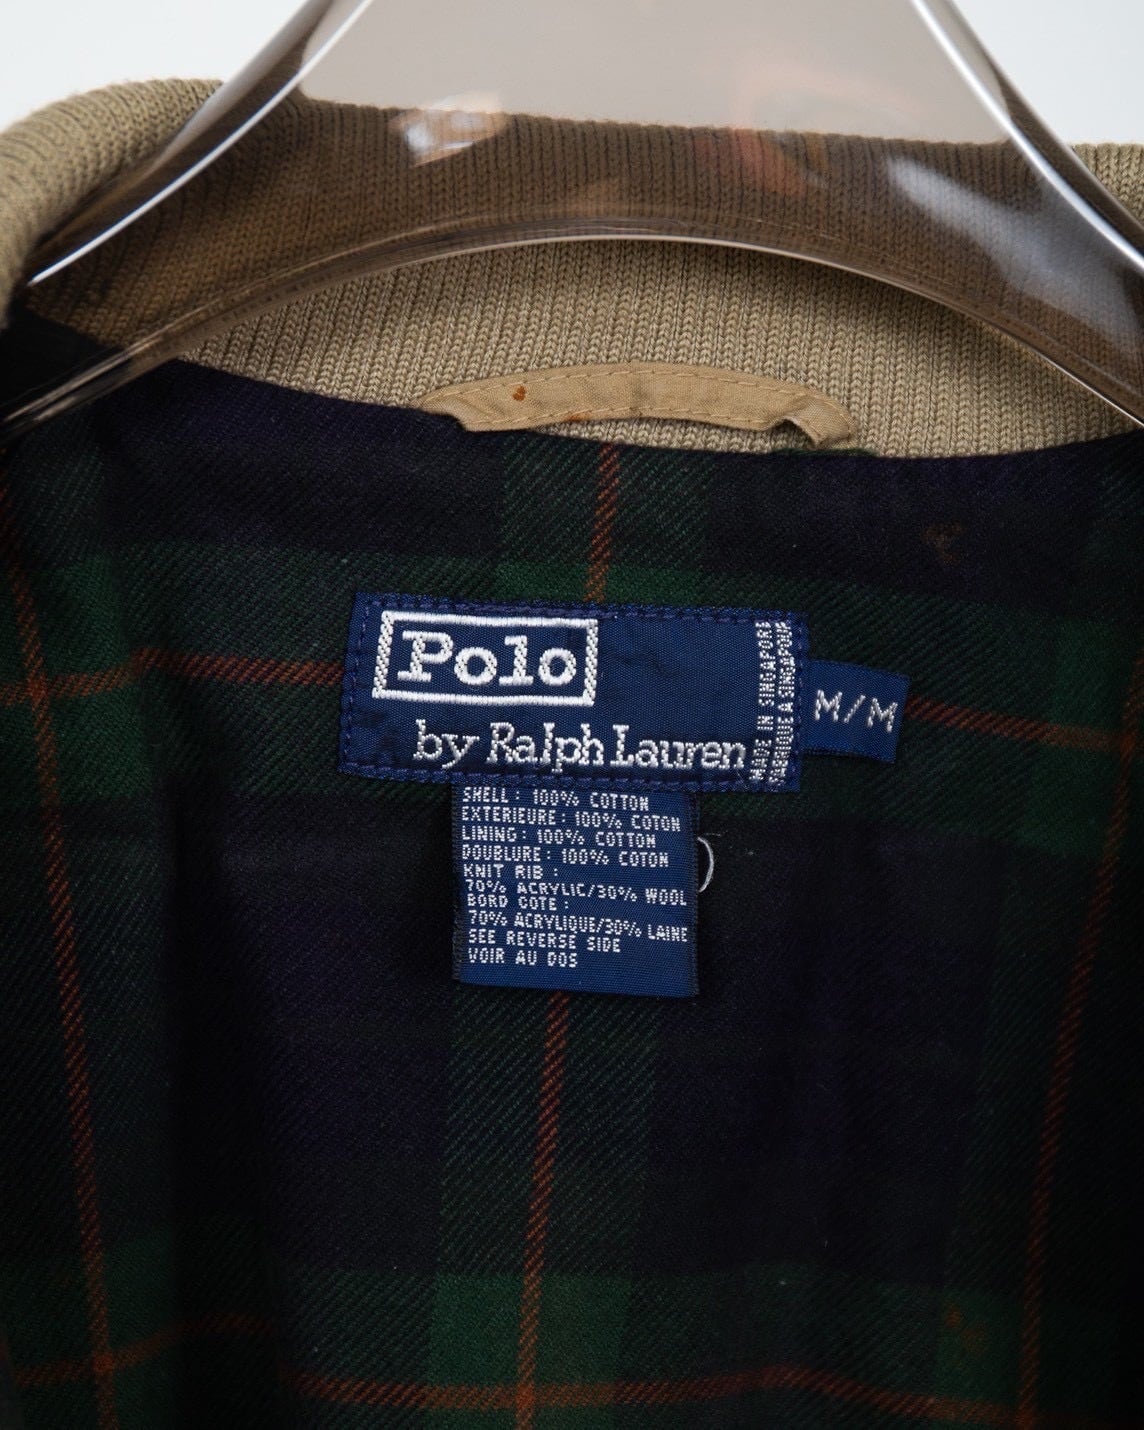 Polo
by Ralph Lauren
MADE IN SINGAPORE
FABRIQUE A SINGAPOUR
M/M
SHELL: 100% COTTON
EXTERIEURE: 100% COTON
LINING: 100% COTTON
DOUBLURE: 100% COTON
KNIT RIB:
70% ACRYLIC/30% WOOL
BORD COTE:
70% ACRYLIQUE/30% LAINE
SEE REVERSE SIDE
VOIR AU DOS